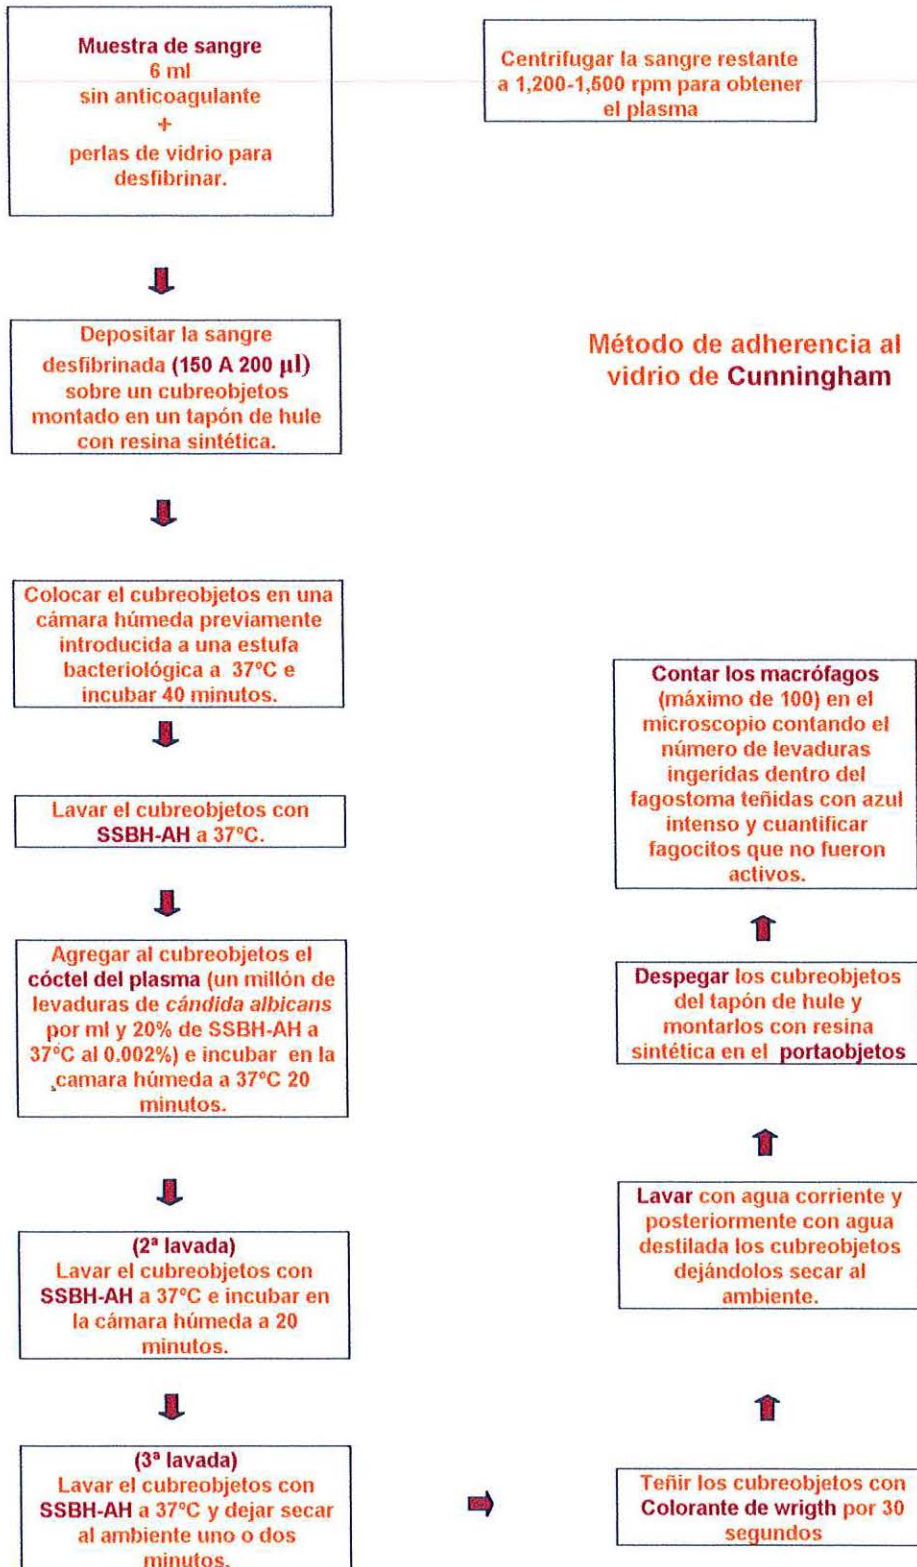 Muestra de sangre
6 ml
sin anticoagulante
+
perlas de vidrio para
desfibrinar.
Centrifugar la sangre restante
a 1,200-1,500 rpm para obtener
el plasma
Depositar la sangre
desfibrinada (150 A 200 µl)
sobre un cubreobjetos
montado en un tapón de hule
con resina sintética.
Método de adherencia al
vidrio de Cunningham
Colocar el cubreobjetos en una
cámara húmeda previamente
introducida a una estufa
bacteriológica a 37ºC e
incubar 40 minutos.
Lavar el cubreobjetos con
SSBH-AH a 37ºC.
Agregar al cubreobjetos el
cóctel del plasma (un millón de
levaduras de cándida albicans
por ml y 20% de SSBH-AH a
37ºC al 0.002%) e incubar en la
camara húmeda a 37ºC 20
minutos.
(2ª lavada)
Lavar el cubreobjetos con
SSBH-AH a 37ºC e incubar en
la cámara húmeda a 20
minutos.
(3ª lavada)
Lavar el cubreobjetos con
SSBH-AH a 37ºC y dejar secar
al ambiente uno o dos
minutos.
Teñir los cubreobjetos con
Colorante de wrigth por 30
segundos
Lavar con agua corriente y
posteriormente con agua
destilada los cubreobjetos
dejándolos secar al
ambiente.
Despegar los cubreobjetos
del tapón de hule y
montarlos con resina
sintética en el portaobjetos
Contar los macrófagos
(máximo de 100) en el
microscopio contando el
número de levaduras
ingeridas dentro del
fagostoma teñidas con azul
intenso y cuantificar
fagocitos que no fueron
activos.